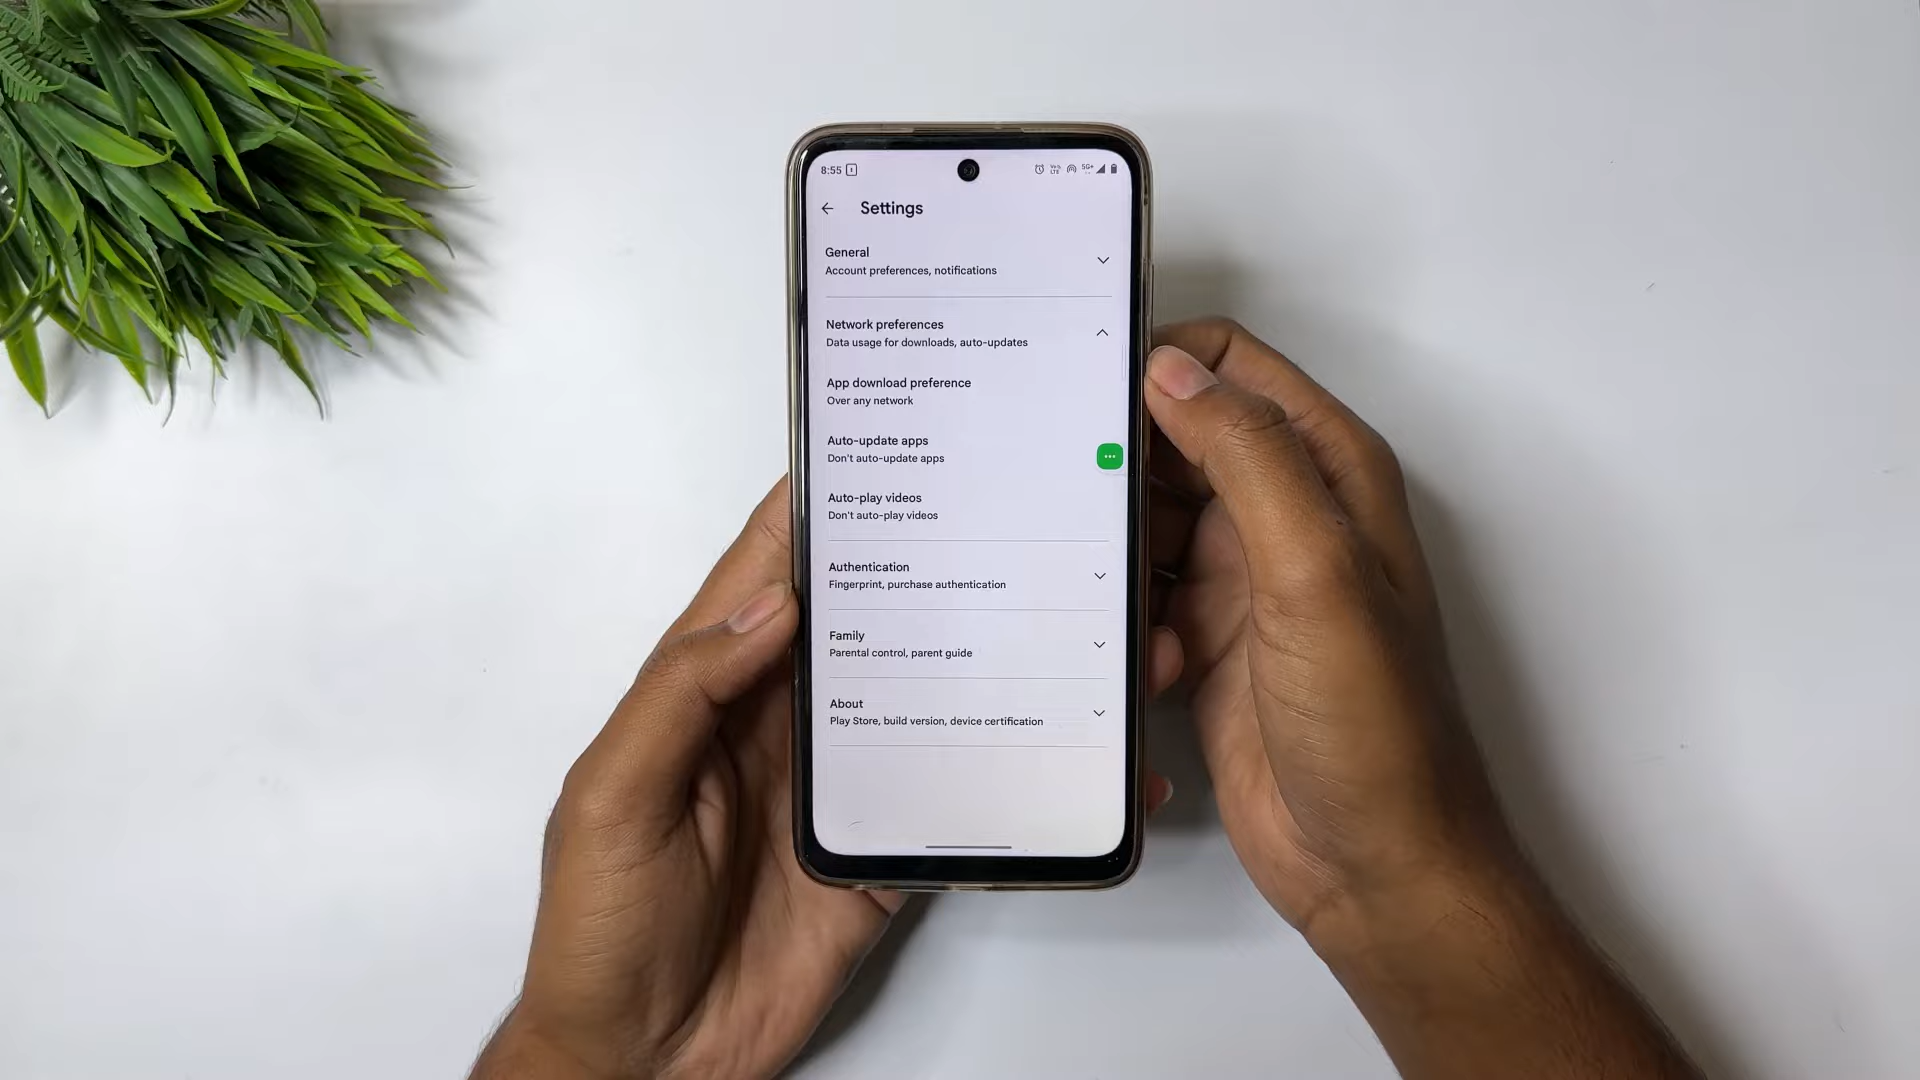 8:55
5G+
Settings
General
Account preferences, notifications
Network preferences
Data usage for downloads, auto-updates
App download preference
Over any network
Auto-update apps
Don't auto-update apps
Auto-play videos
Don't auto-play videos
Authentication
Fingerprint, purchase authentication
Family
Parental control, parent guide
About
Play Store, build version, device certification